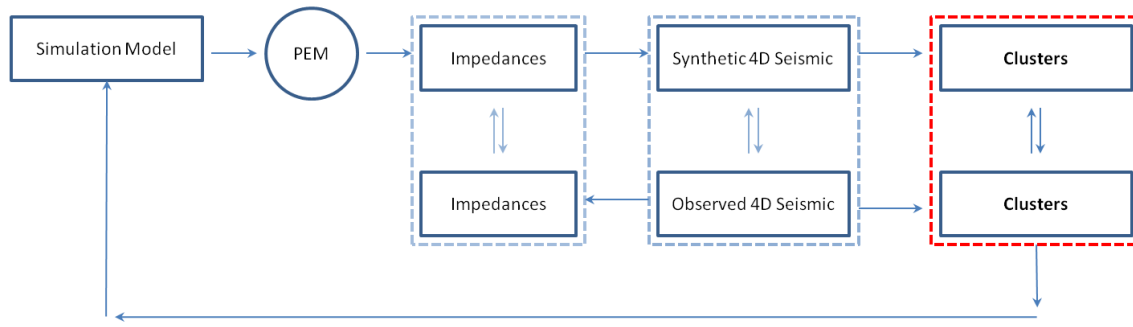 Simulation Model
PEM
Impedances
Synthetic 4D Seismic
Clusters
Impedances
Observed 4D Seismic
Clusters